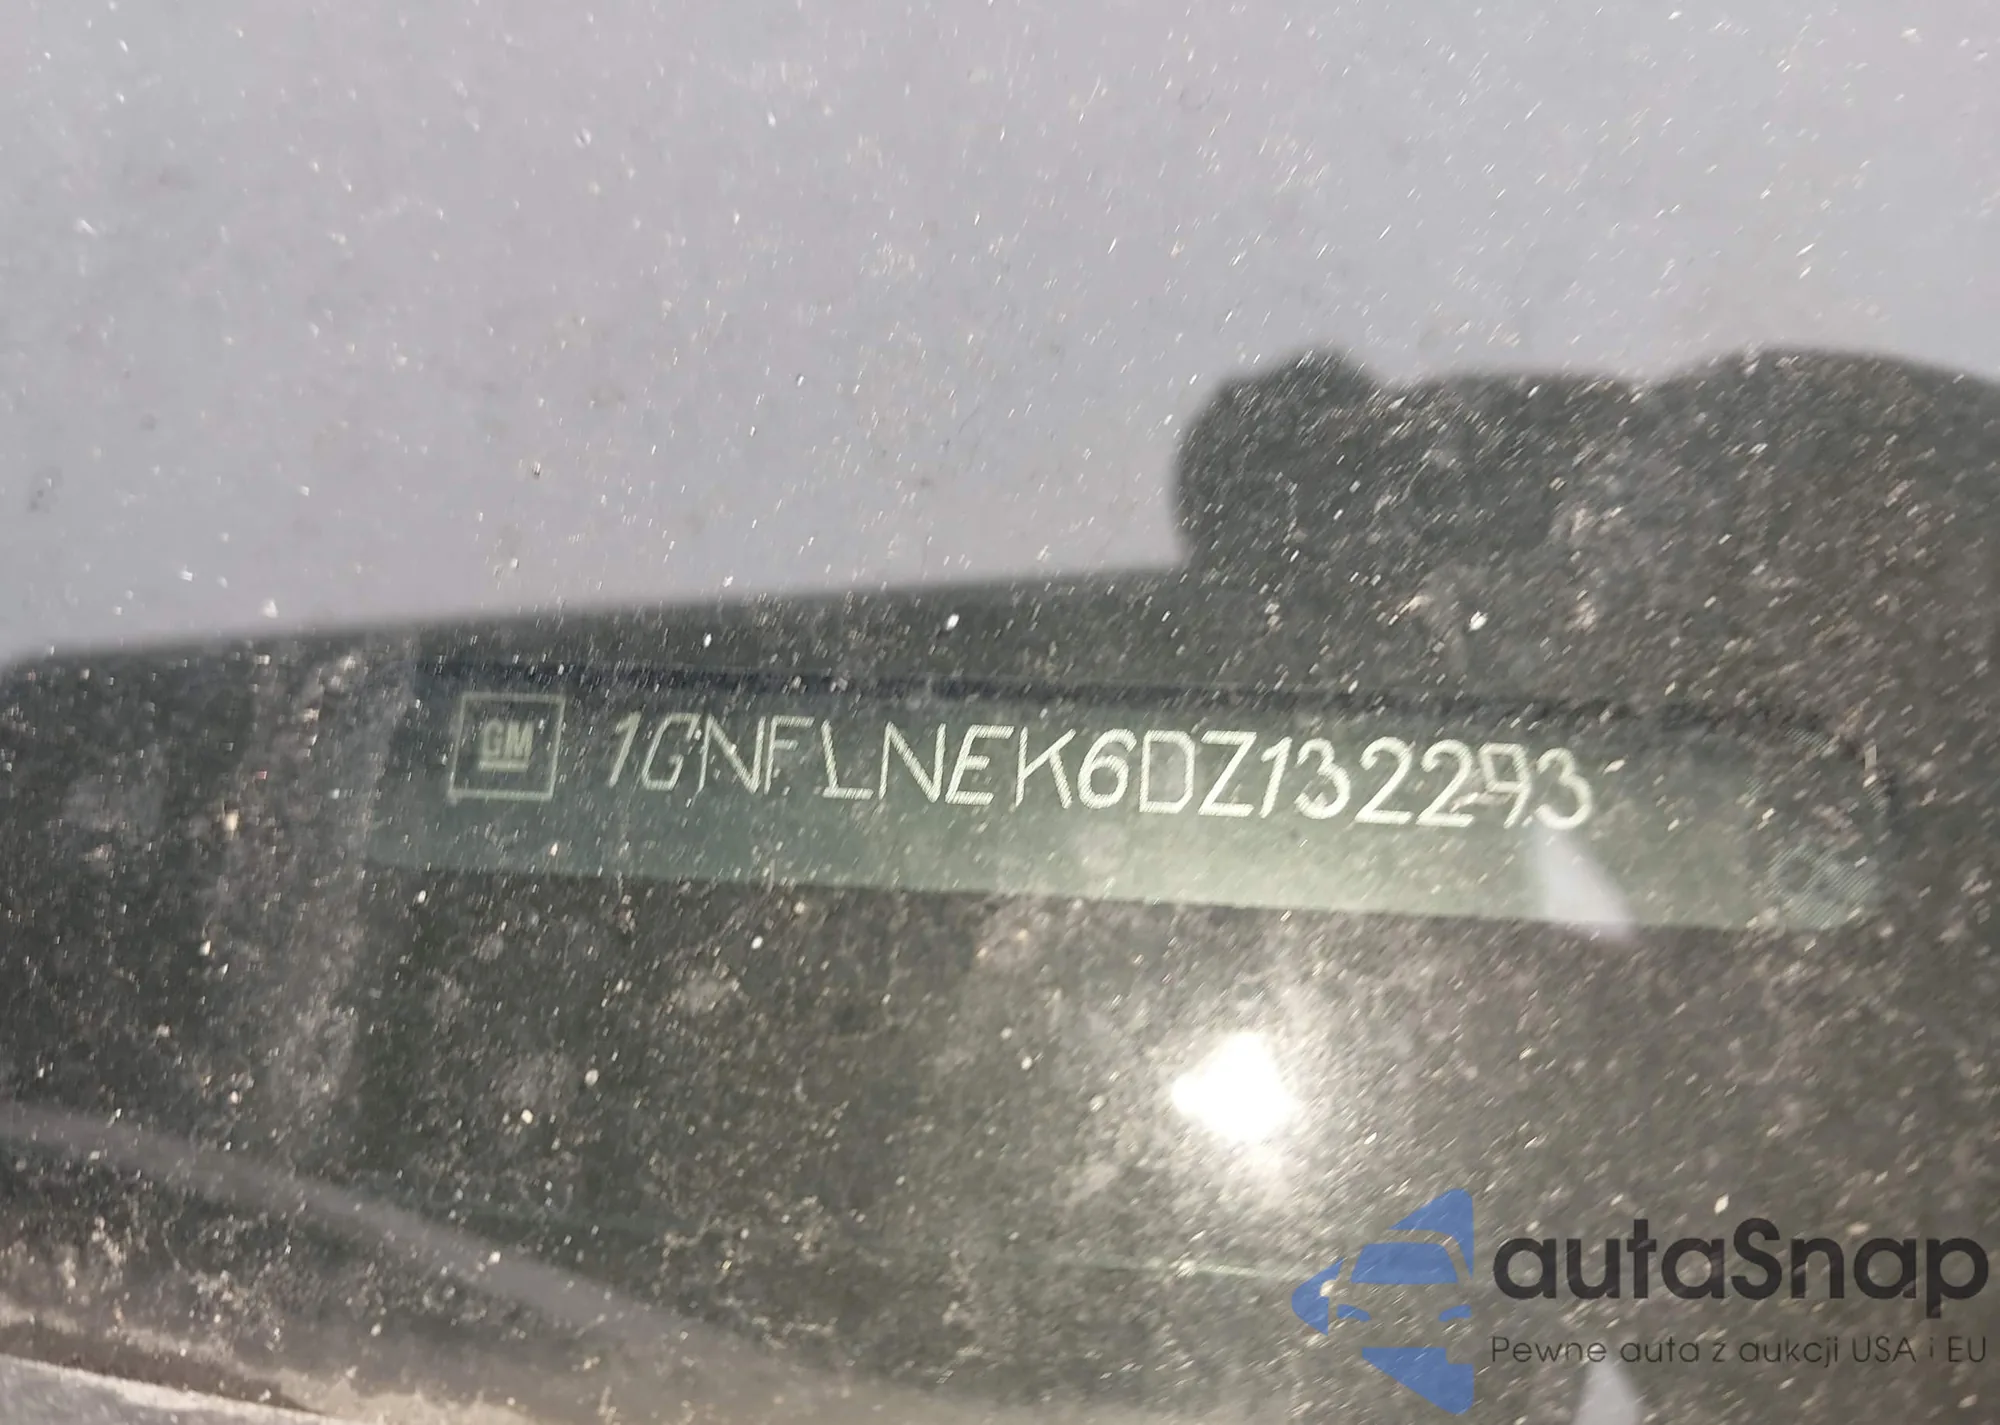 GM 1GNFLNEK6DZ132293
autaSnap
Pewne auta z aukcji USA i EU